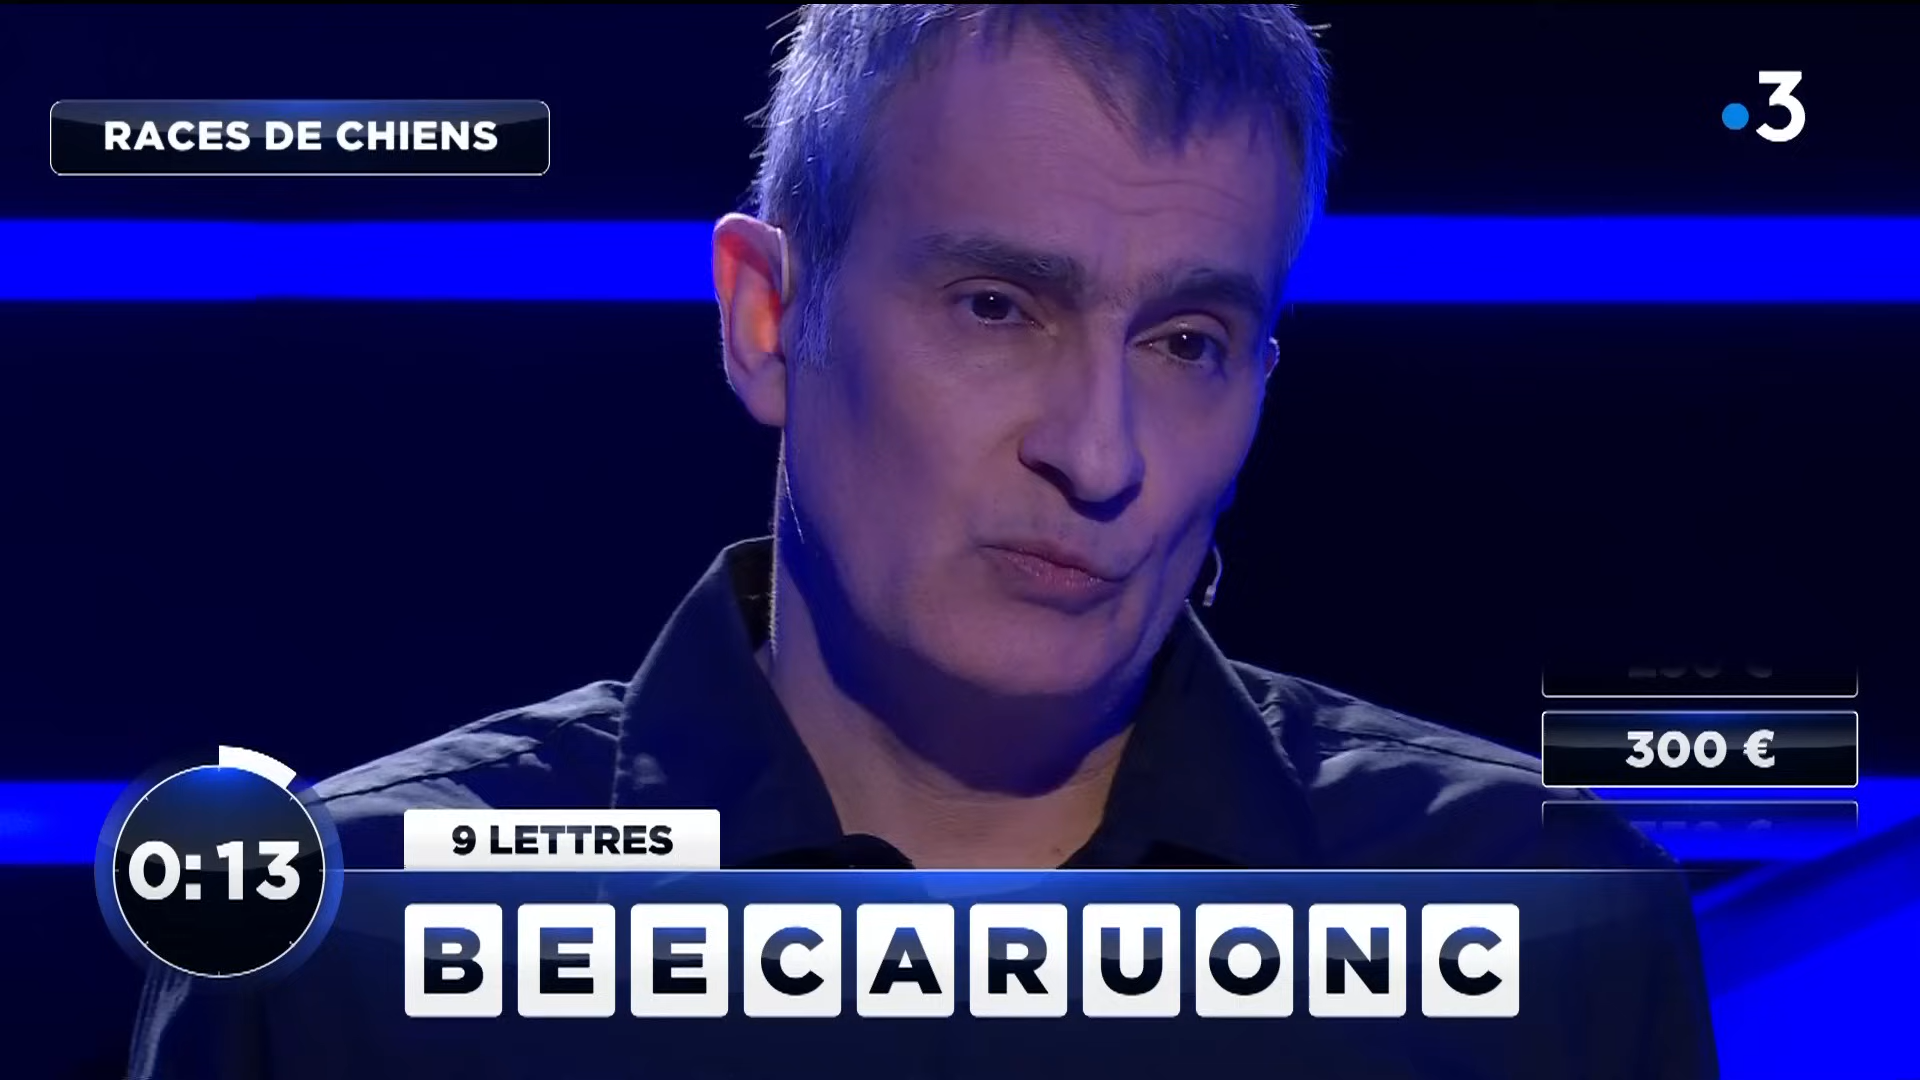 RACES DE CHIENS
3
300 €
0:13
9 LETTRES
BEECARUONC